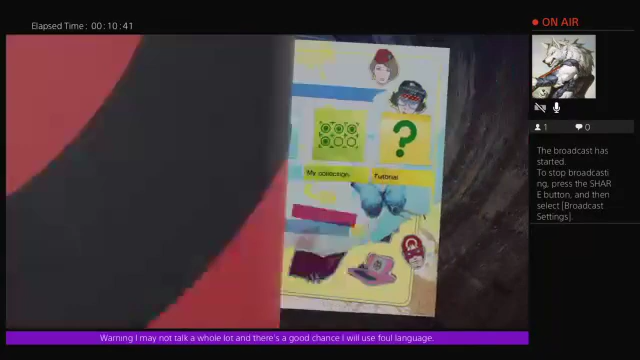 Elapsed Time : 00:10:41
ON AIR
1
0
The broadcast has
started.
To stop broadcasti
ng, press the SHAR
E button, and then
select [Broadcast
Settings].
?
My collection
Tutorial
Warning I may not talk a whole lot and there's a good chance I will use foul language.